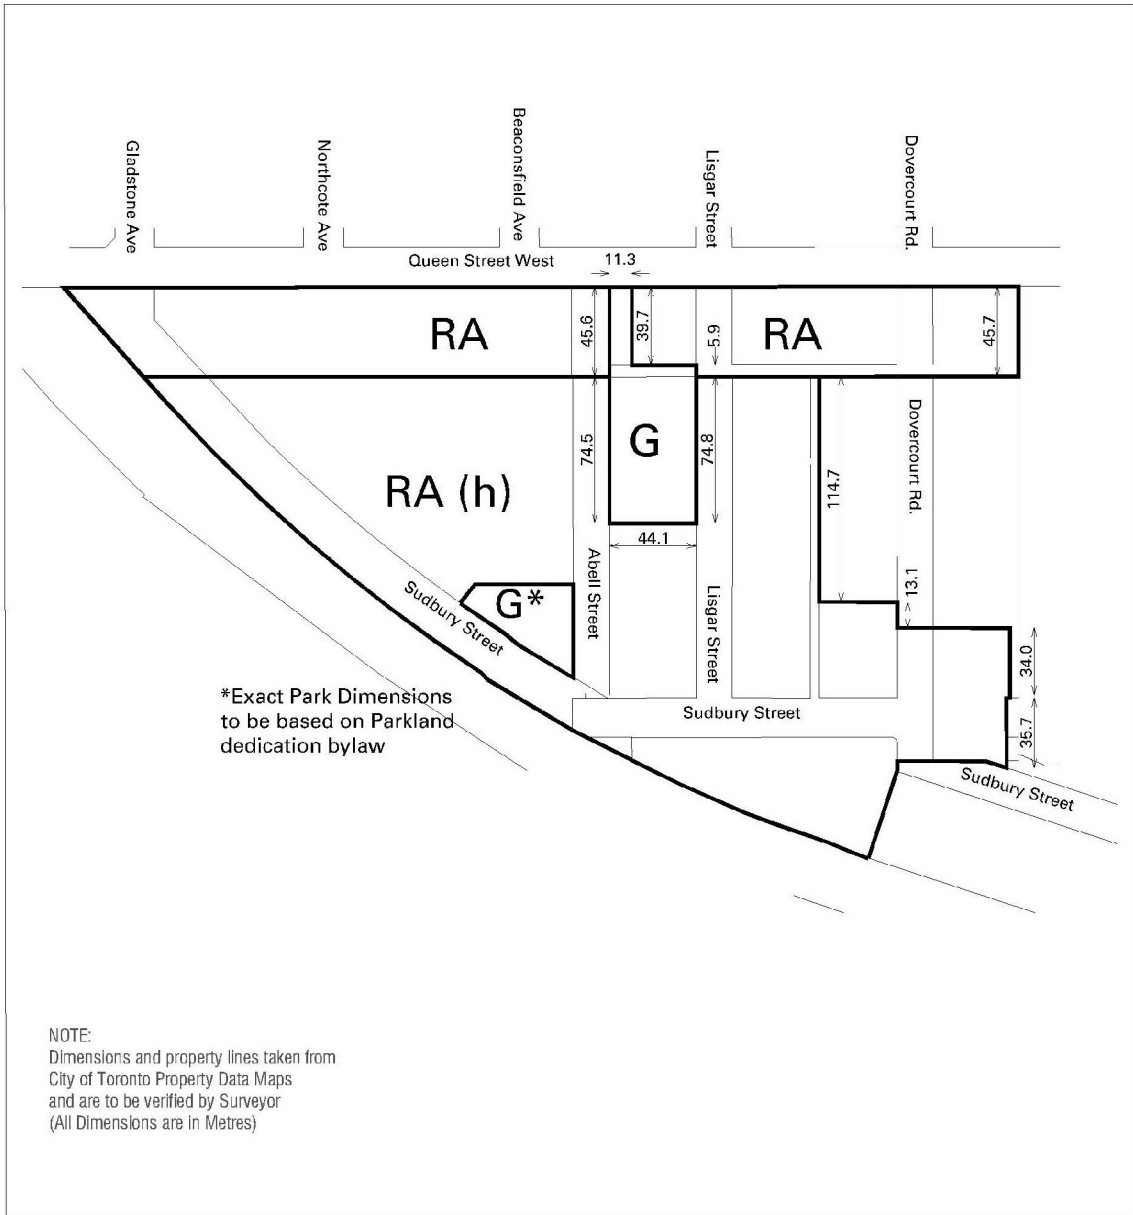 Gladstone Ave
Northcote Ave
Beaconsfield Ave
Lisgar Street
Dovercourt Rd.
Queen Street West
11.3
RA
45.6
39.7
5.9
RA
45.7
RA (h)
74.5
G
74.8
114.7
Dovercourt Rd.
44.1
13.1
Abell Street
Lisgar Street
G*
Sudbury Street
34.0
35.7
*Exact Park Dimensions
to be based on Parkland
dedication bylaw
Sudbury Street
Sudbury Street
NOTE:
Dimensions and property lines taken from
City of Toronto Property Data Maps
and are to be verified by Surveyor
(All Dimensions are in Metres)